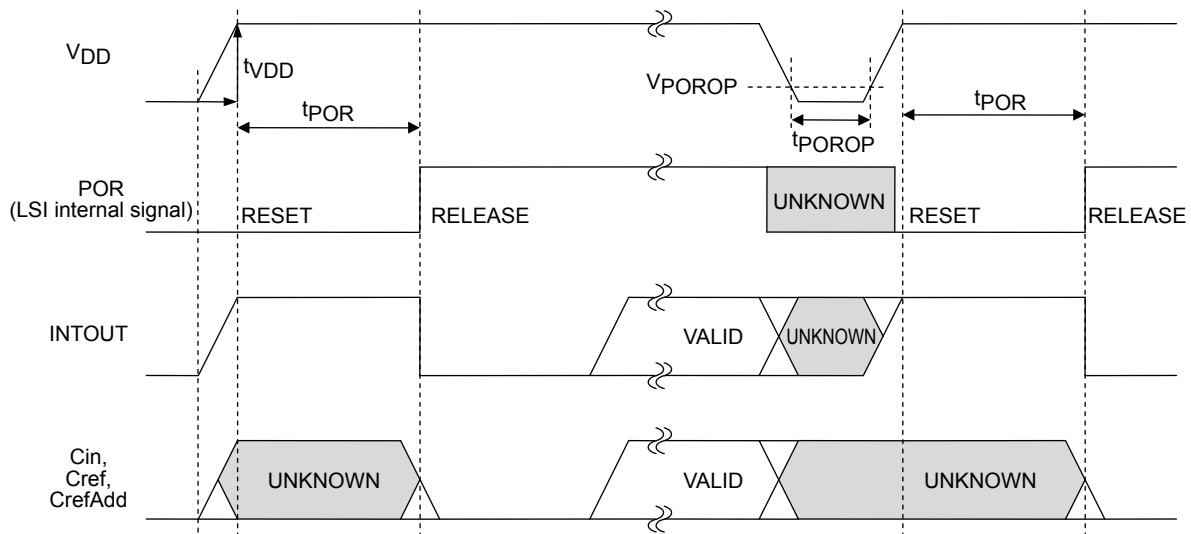 VDD
tVDD
tPOR
VPOROP
tPOROP
tPOR
POR
(LSI internal signal)
RESET
RELEASE
UNKNOWN
RESET
RELEASE
INTOUT
VALID
UNKNOWN
Cin,
Cref,
CrefAdd
UNKNOWN
VALID
UNKNOWN